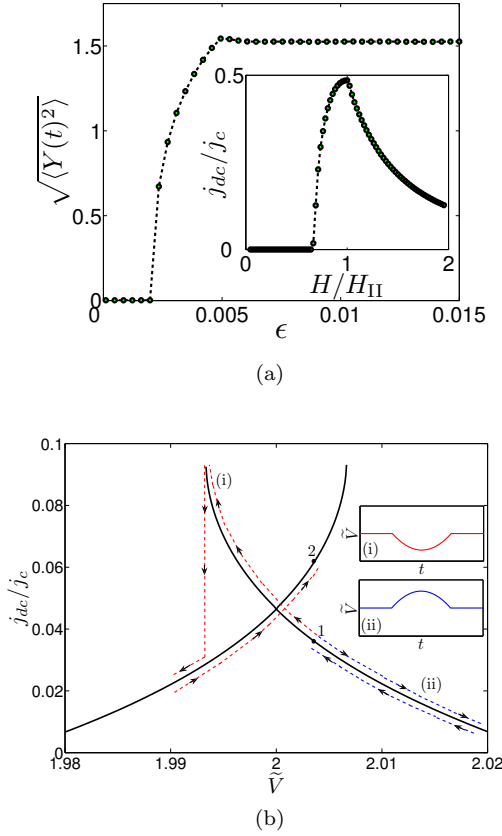 1.5
1
0.5
0
√⟨Y(t)²⟩
0.5
0
j_dc/j_c
0 1 2
H/H_II
0 0.005 0.01 0.015
ϵ
(a)
0.1
0.08
0.06
0.04
0.02
0
j_dc/j_c
(i)
2
1
(ii)
Ṽ
(i)
t
Ṽ
(ii)
t
1.98 1.99 2 2.01 2.02
Ṽ
(b)